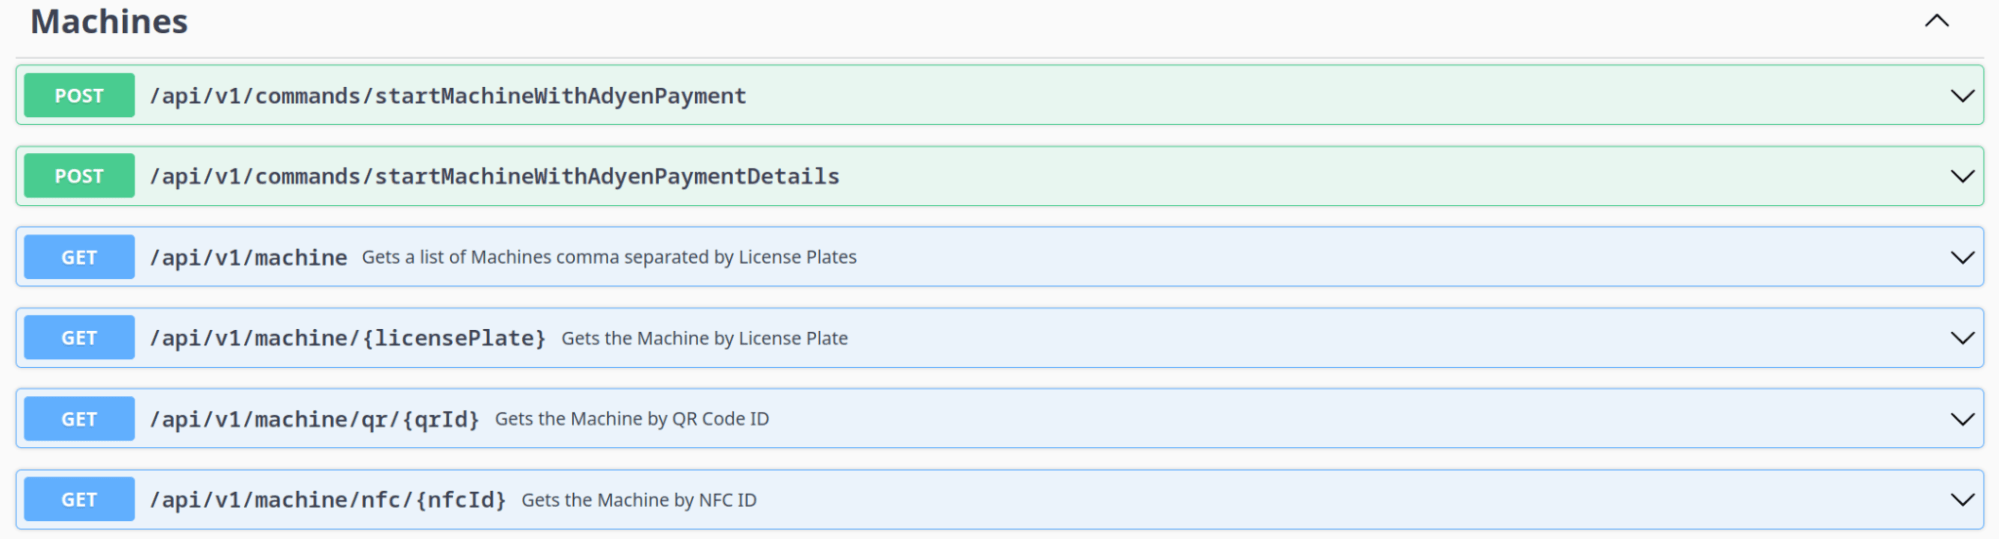 Machines
POST /api/v1/commands/startMachineWithAdyenPayment
POST /api/v1/commands/startMachineWithAdyenPaymentDetails
GET /api/v1/machine Gets a list of Machines comma separated by License Plates
GET /api/v1/machine/{licensePlate} Gets the Machine by License Plate
GET /api/v1/machine/qr/{qrId} Gets the Machine by QR Code ID
GET /api/v1/machine/nfc/{nfcId} Gets the Machine by NFC ID